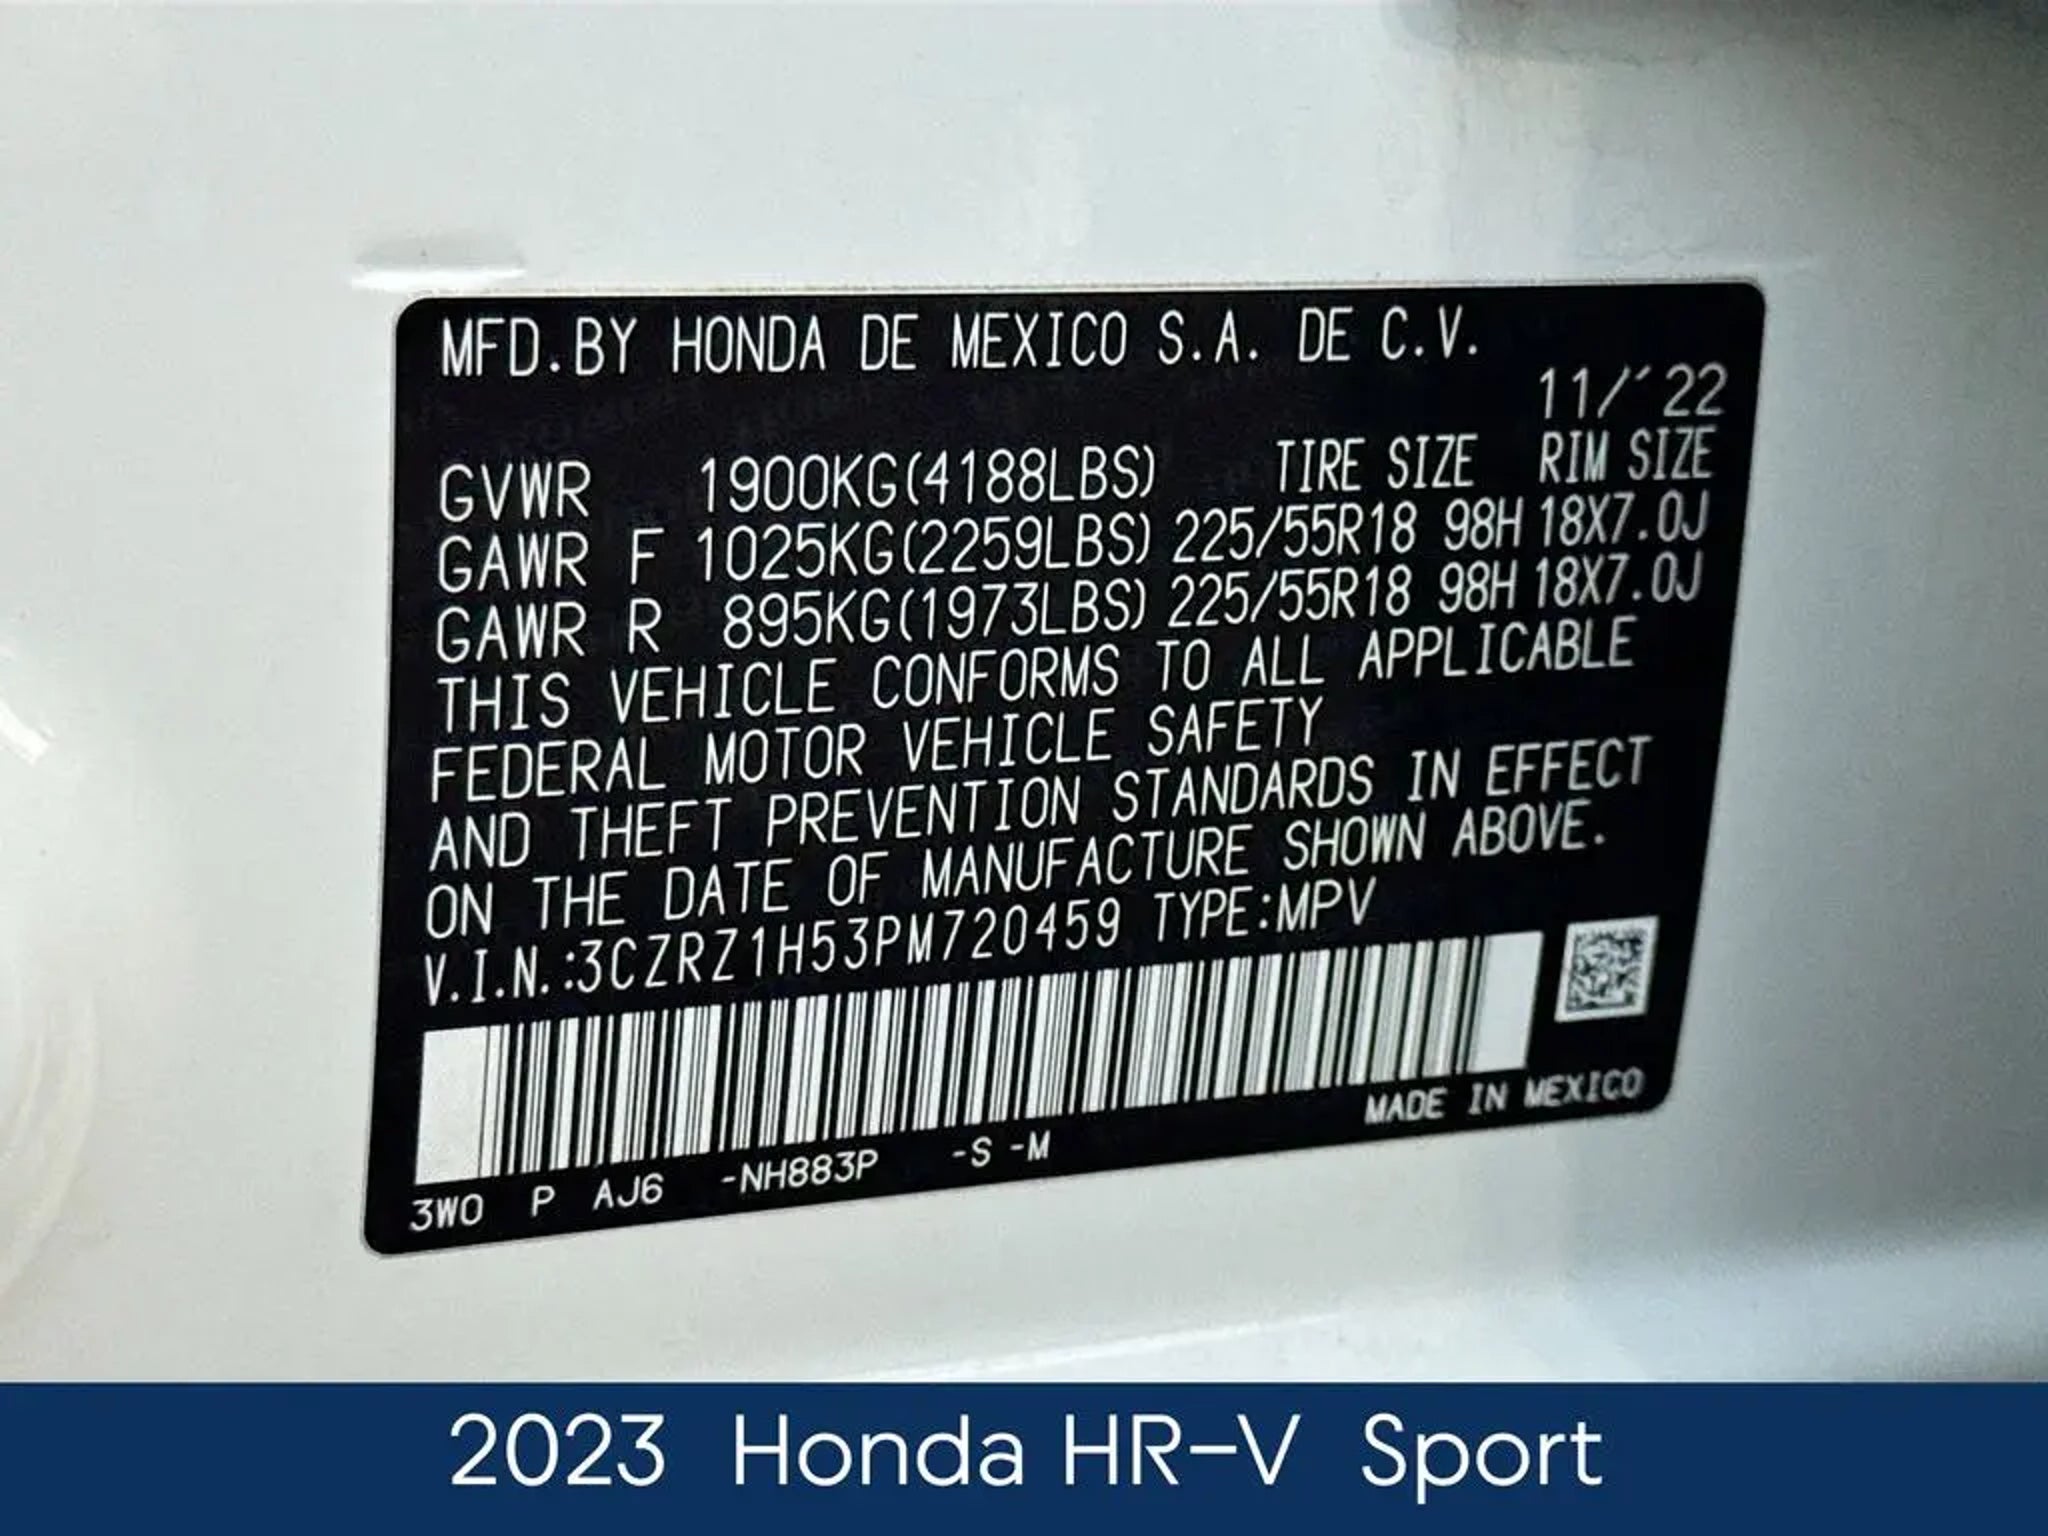 MFD.BY HONDA DE MEXICO S.A. DE C.V.
11/'22
GVWR 1900KG(4188LBS) TIRE SIZE RIM SIZE
GAWR F 1025KG(2259LBS) 225/55R18 98H 18X7.0J
GAWR R 895KG(1973LBS) 225/55R18 98H 18X7.0J
THIS VEHICLE CONFORMS TO ALL APPLICABLE
FEDERAL MOTOR VEHICLE SAFETY
AND THEFT PREVENTION STANDARDS IN EFFECT
ON THE DATE OF MANUFACTURE SHOWN ABOVE.
V.I.N.:3CZRZ1H53PM720459 TYPE:MPV
MADE IN MEXICO
3W0 P AJ6 -NH883P -S -M
2023 Honda HR-V Sport